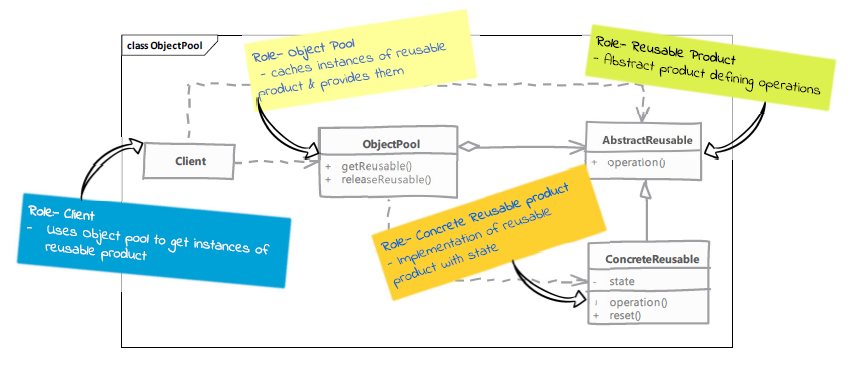 class ObjectPool
Role- Object Pool
- caches instances of reusable
product & provides them
Role- Reusable Product
- Abstract product defining operations
Client
ObjectPool
+ getReusable()
+ releaseReusable()
AbstractReusable
+ operation()
Role- Client
- Uses Object pool to get instances of
reusable product
Role- Concrete Reusable product
- Implementation of reusable
product with state
ConcreteReusable
- state
+ operation()
+ reset()